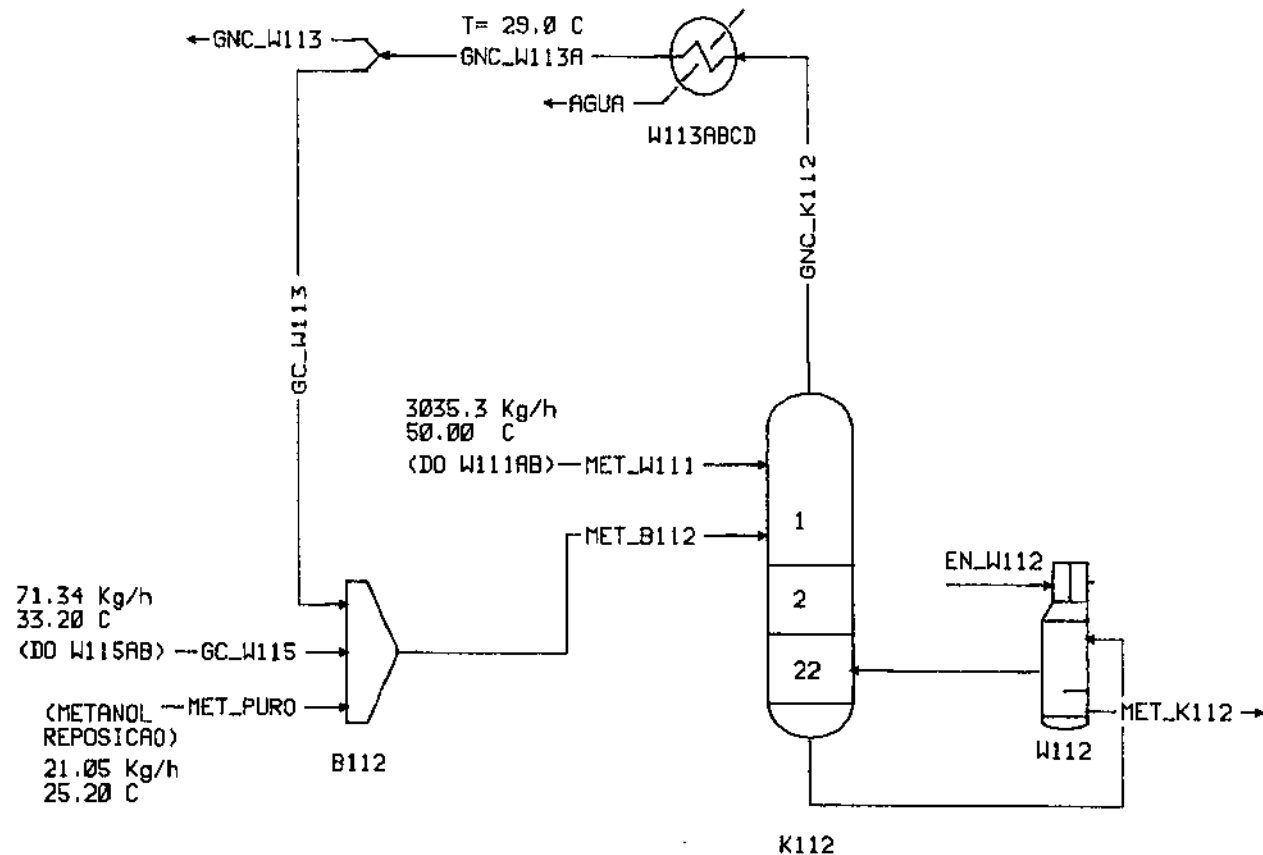 T= 29.0 C
GNC_W113
GNC_W113A
AGUA
W113ABCD
GNC_K112
GC_W113
3035.3 Kg/h
50.00 C
(DO W111AB) MET_W111
1
MET_B112
EN_W112
71.34 Kg/h
33.20 C
2
(DO W115AB) GC_W115
22
(METANOL MET_PURO
REPOSICAO)
MET_K112
21.05 Kg/h
25.20 C
B112
W112
K112